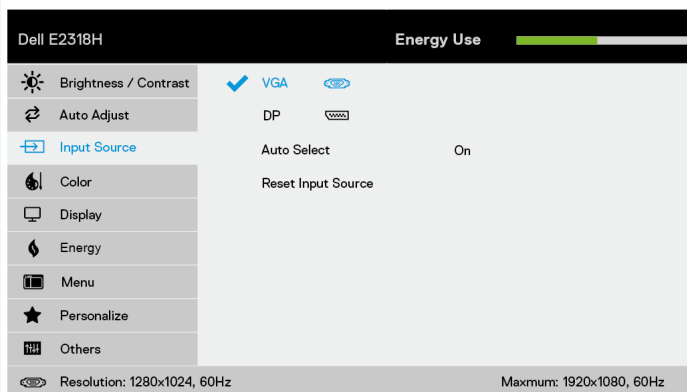 Dell E2318H Energy Use
Brightness / Contrast VGA
Auto Adjust DP
Input Source Auto Select On
Color Reset Input Source
Display
Energy
Menu
Personalize
Others
Resolution: 1280x1024, 60Hz Maxmum: 1920x1080, 60Hz